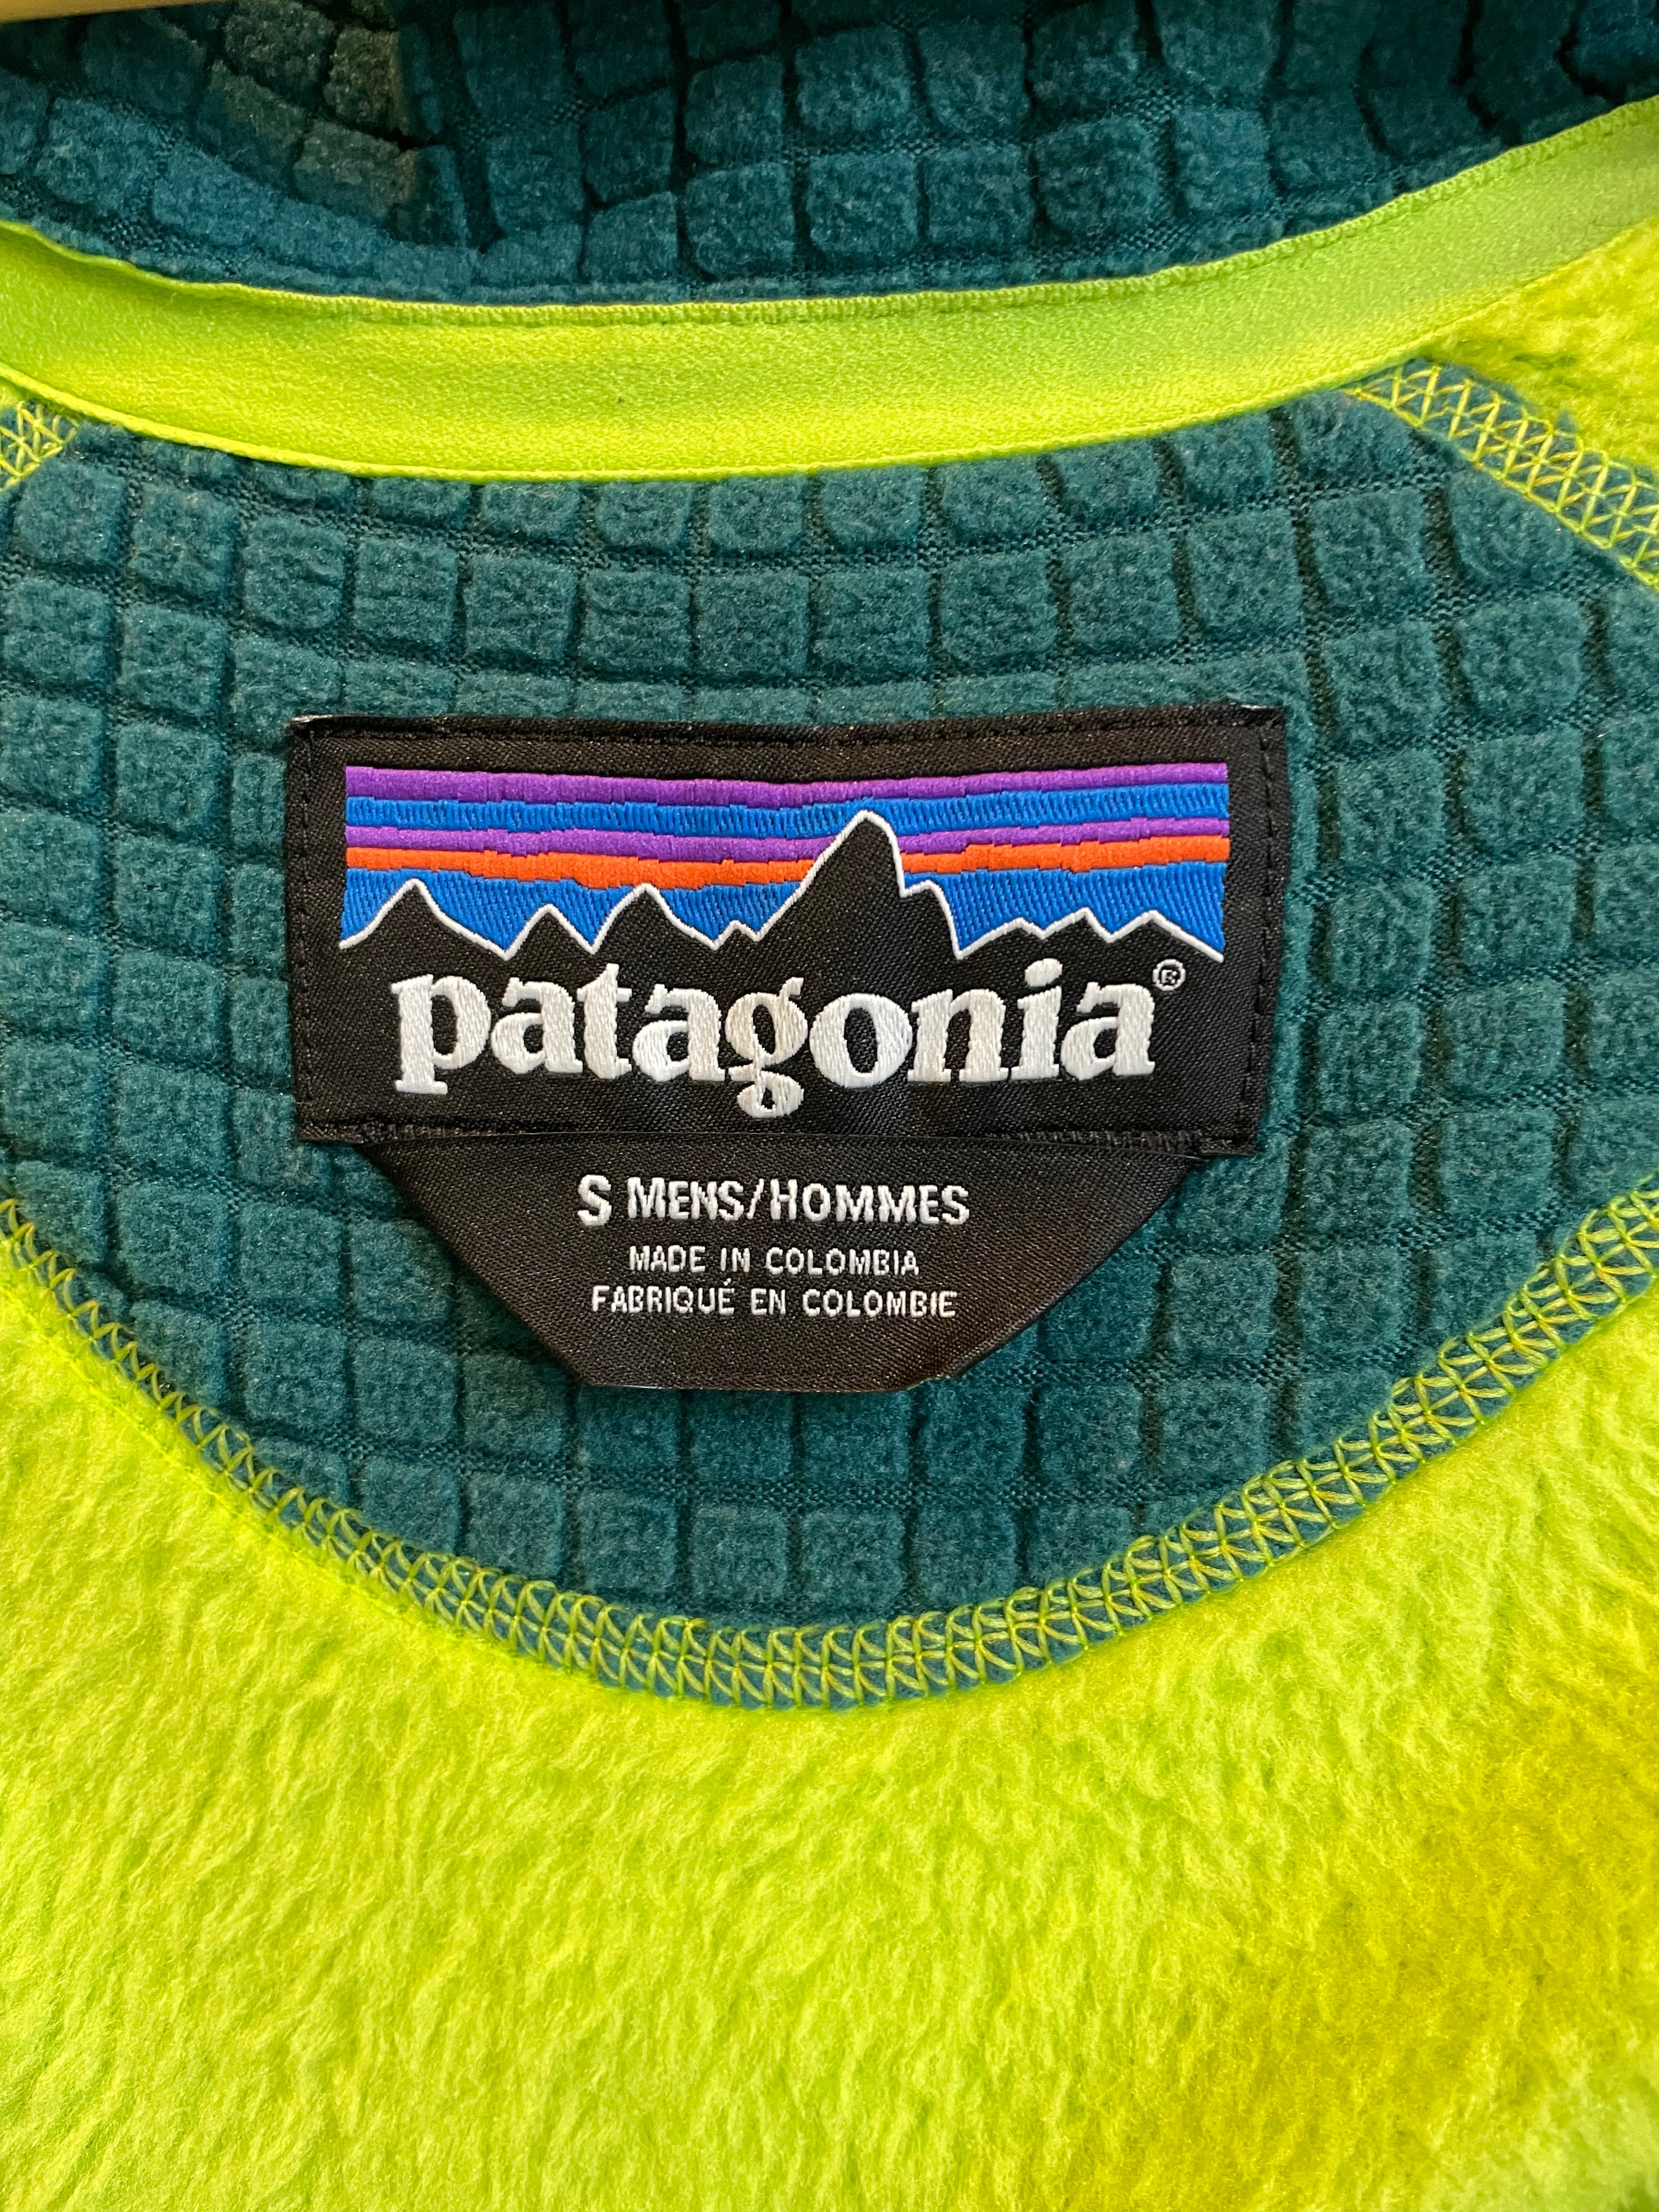 patagonia®
S MENS/HOMMES
MADE IN COLOMBIA
FABRIQUÉ EN COLOMBIE